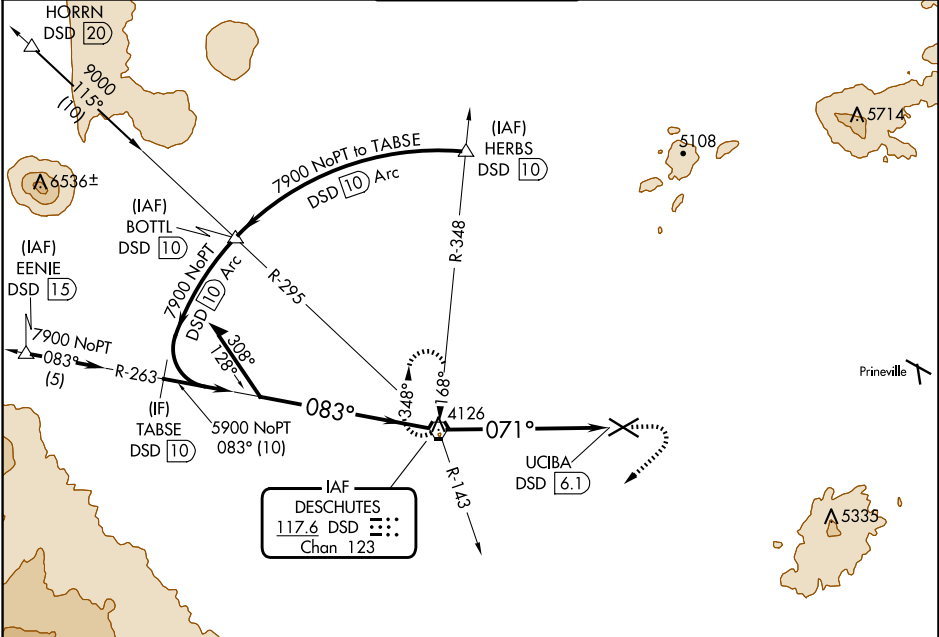 HORRN
DSD 20
9000
115°
(10)
6536±
(IAF)
BOTTL
DSD 10
7900 NoPT to TABSE
DSD 10 Arc
(IAF)
HERBS
DSD 10
5108
5714
R-348
(IAF)
EENIE
DSD 15
7900 NoPT
DSD 10 Arc
R-295
7900 NoPT
083°
(5)
R-263
308°
128°
(IF)
TABSE
DSD 10
5900 NoPT
083° (10)
083°
348°
168°
4126
071°
Prineville
UCIBA
DSD 6.1
R-143
IAF
DESCHUTES
117.6 DSD
Chan 123
5335